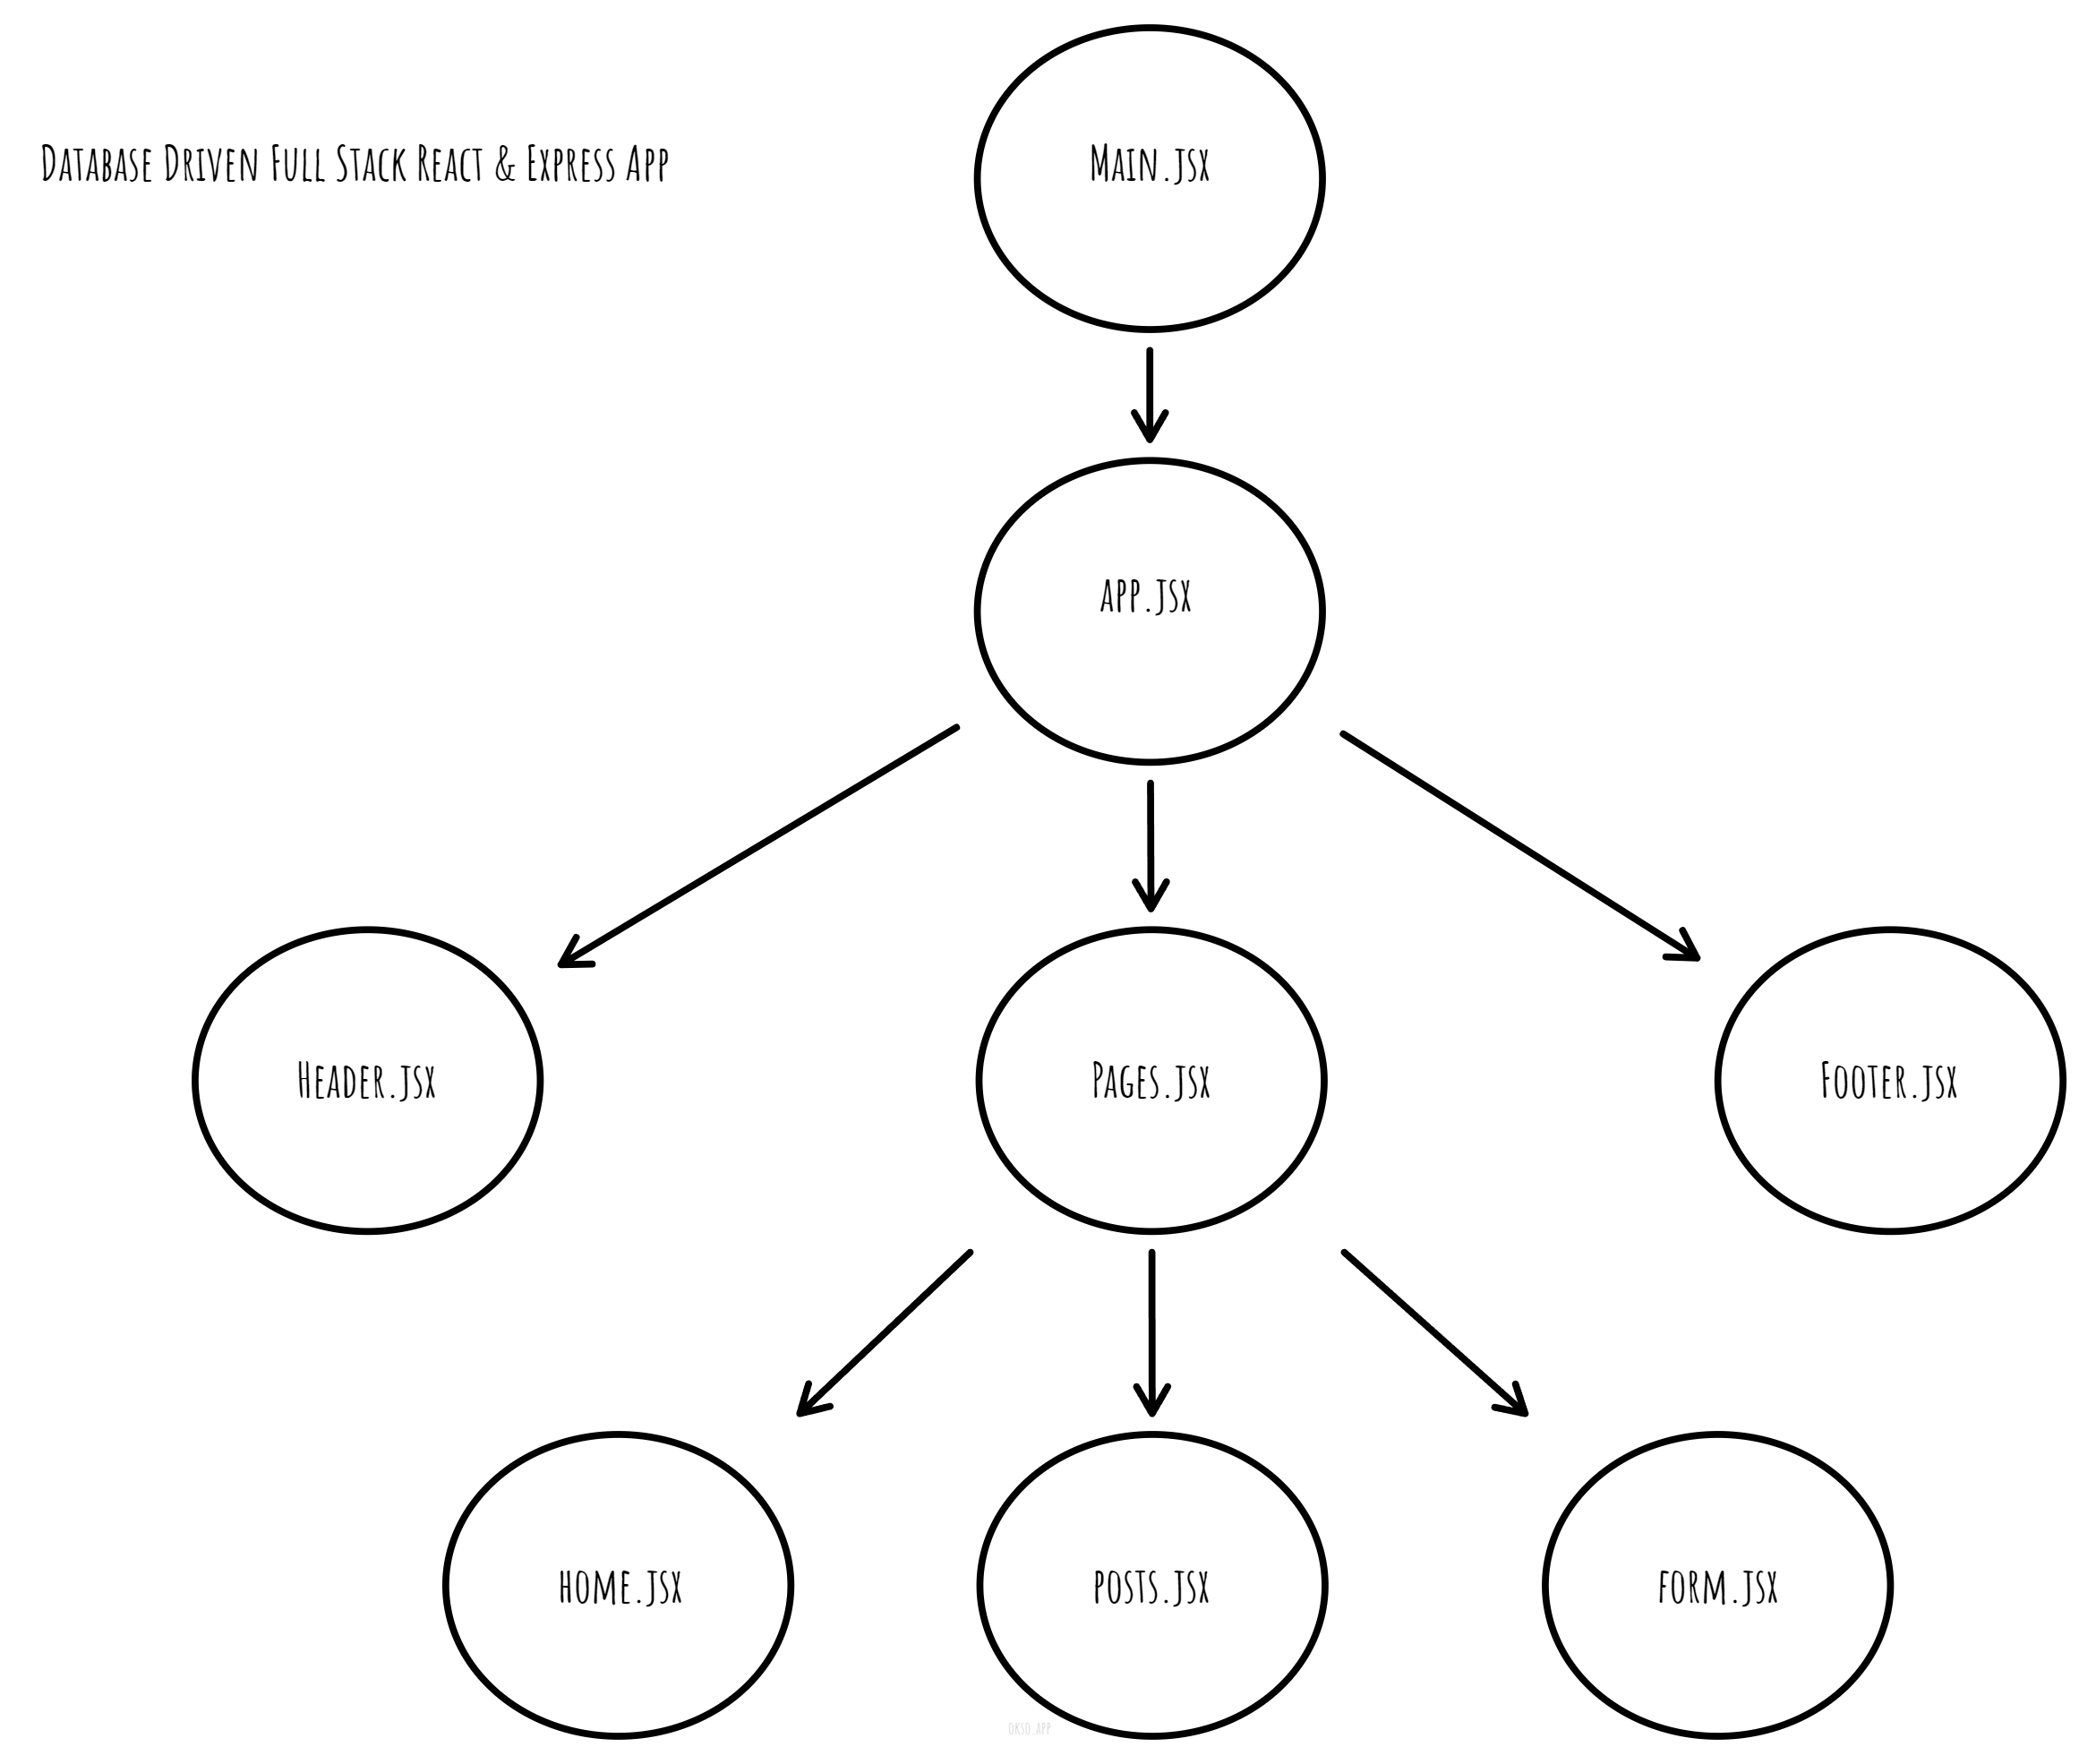 Database Driven Full Stack React & Express App
Main.jsx
app.jsx
Header.jsx
Pages.jsx
Footer.jsx
home.jsx
posts.jsx
form.jsx
okso.app